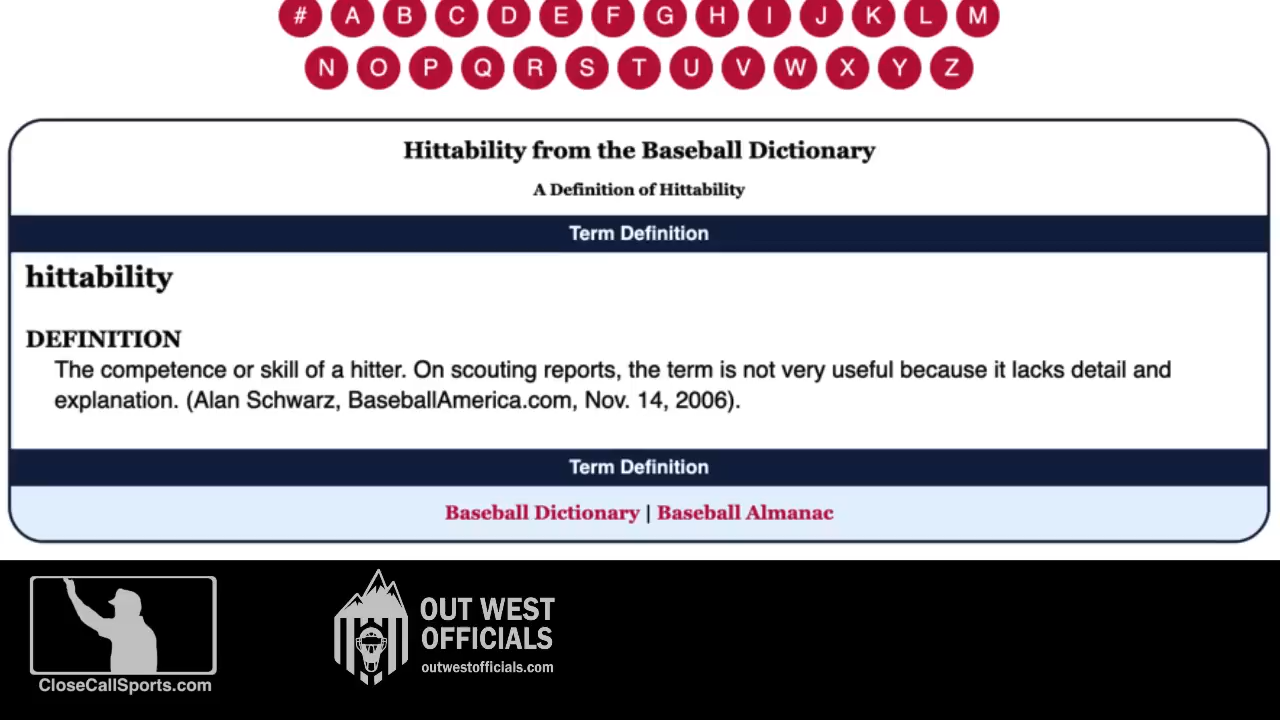 # A B C D E F G H I J K L M
N O P Q R S T U V W X Y Z
Hittability from the Baseball Dictionary
A Definition of Hittability
Term Definition
hittability
DEFINITION
The competence or skill of a hitter. On scouting reports, the term is not very useful because it lacks detail and
explanation. (Alan Schwarz, BaseballAmerica.com, Nov. 14, 2006).
Term Definition
Baseball Dictionary | Baseball Almanac
CloseCallSports.com
OUT WEST
OFFICIALS
outwestofficials.com